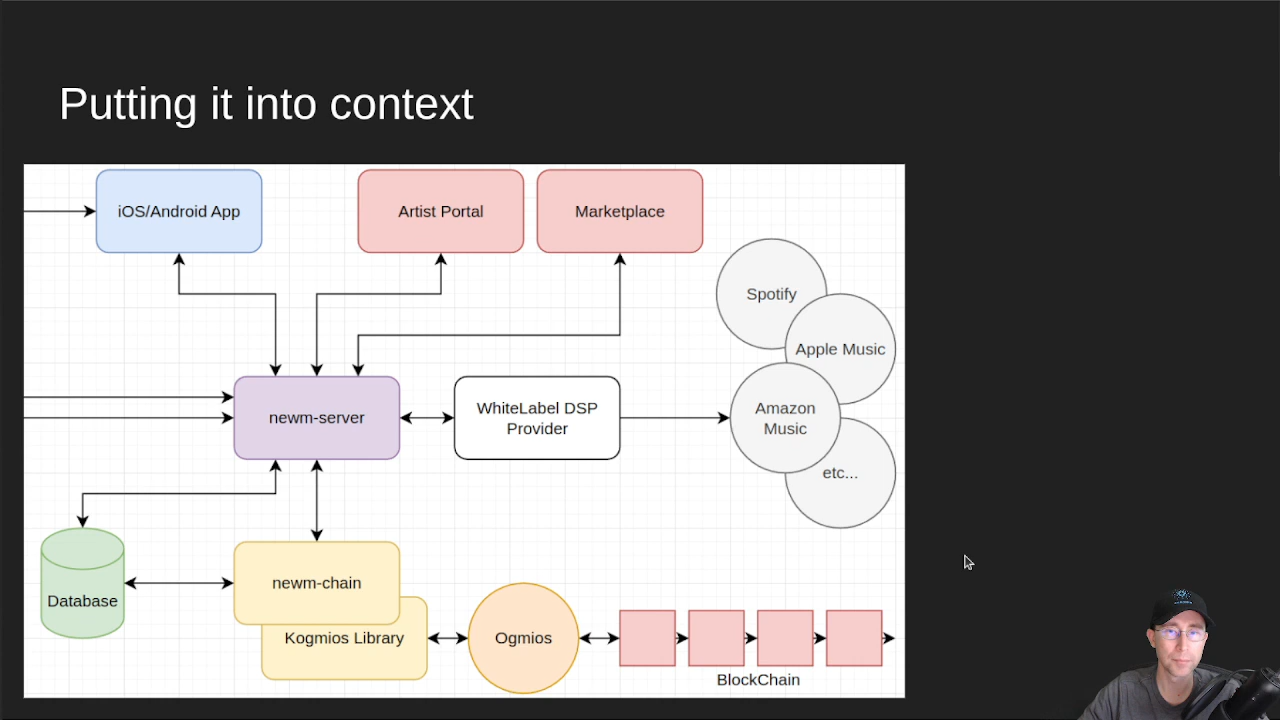 Putting it into context
iOS/Android App
Artist Portal
Marketplace
Spotify
Apple Music
Amazon
Music
etc...
newm-server
WhiteLabel DSP
Provider
Database
newm-chain
Kogmios Library
Ogmios
BlockChain